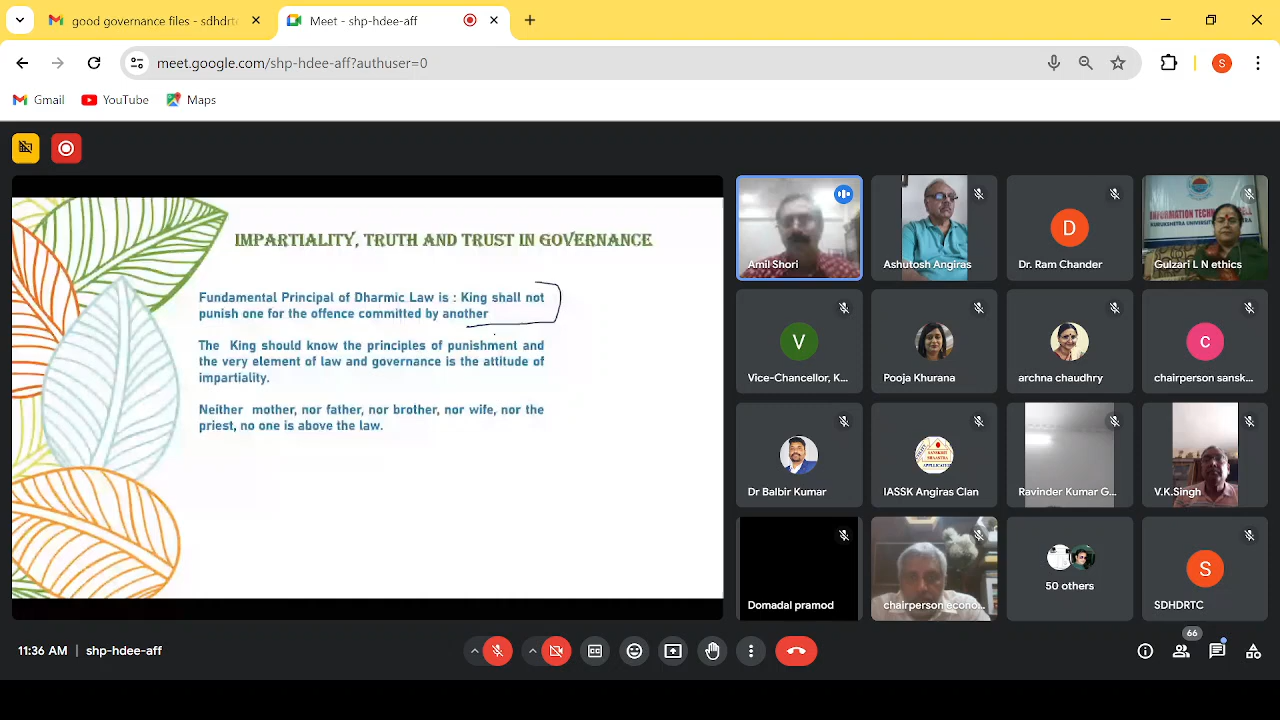 good governance files - sdhdrt
Meet - shp-hdee-aff
meet.google.com/shp-hdee-aff?authuser=0
S
Gmail
YouTube
Maps
IMPARTIALITY, TRUTH AND TRUST IN GOVERNANCE
Fundamental Principal of Dharmic Law is : King shall not
punish one for the offence committed by another
The King should know the principles of punishment and
the very element of law and governance is the attitude of
impartiality.
Neither mother, nor father, nor brother, nor wife, nor the
priest, no one is above the law.
Amil Shori
Ashutosh Angiras
D
Dr. Ram Chander
INFORMATION TECHN
KURUKSHETRA UNIVERSI
Gulzari L N ethics
V
Vice-Chancellor, K...
Pooja Khurana
archna chaudhry
c
chairperson sansk...
Dr Balbir Kumar
IASSK Angiras Clan
Ravinder Kumar G...
V.K.Singh
Domadal pramod
chairperson econo...
50 others
S
SDHDRTC
11:36 AM | shp-hdee-aff
66